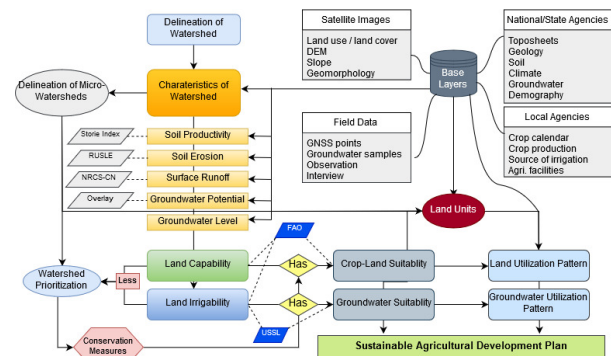 Delineation of
Watershed
Satellite Images
Land use / land cover
DEM
Slope
Geomorphology
National/State Agencies
Toposheets
Geology
Soil
Climate
Groundwater
Demography
Base
Layers
Delineation of Micro-
Watersheds
Charateristics of
Watershed
Field Data
GNSS points
Groundwater samples
Observation
Interview
Local Agencies
Crop calendar
Crop production
Source of irrigation
Agri. facilities
Storie Index
Soil Productivity
RUSLE
Soil Erosion
NRCS-CN
Surface Runoff
Overlay
Groundwater Potential
Groundwater Level
Land Units
FAO
Watershed
Prioritization
Less
Land Capability
Has
Crop-Land Suitablity
Land Utilization Pattern
Land Irrigability
Has
Groundwater Suitablity
Groundwater Utilization
Pattern
USSL
Conservation
Measures
Sustainable Agricultural Development Plan